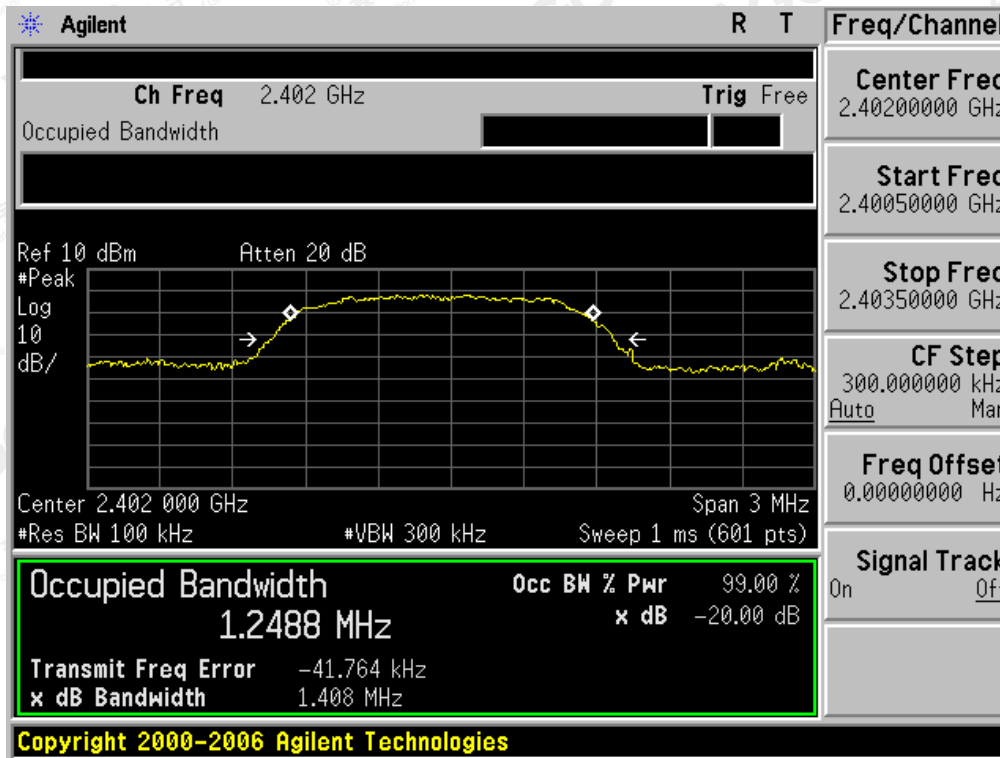 Agilent
R T
Freq/Channel
Ch Freq 2.402 GHz
Trig Free
Occupied Bandwidth
Center Freq
2.40200000 GHz
Start Freq
2.40050000 GHz
Stop Freq
2.40350000 GHz
CF Step
300.000000 kHz
Auto Man
Freq Offset
0.00000000 Hz
Signal Track
On Off
Ref 10 dBm
Atten 20 dB
#Peak
Log
10
dB/
Center 2.402 000 GHz
Span 3 MHz
#Res BW 100 kHz
#VBW 300 kHz
Sweep 1 ms (601 pts)
Occupied Bandwidth
1.2488 MHz
Occ BW % Pwr 99.00 %
x dB -20.00 dB
Transmit Freq Error -41.764 kHz
x dB Bandwidth 1.408 MHz
Copyright 2000-2006 Agilent Technologies